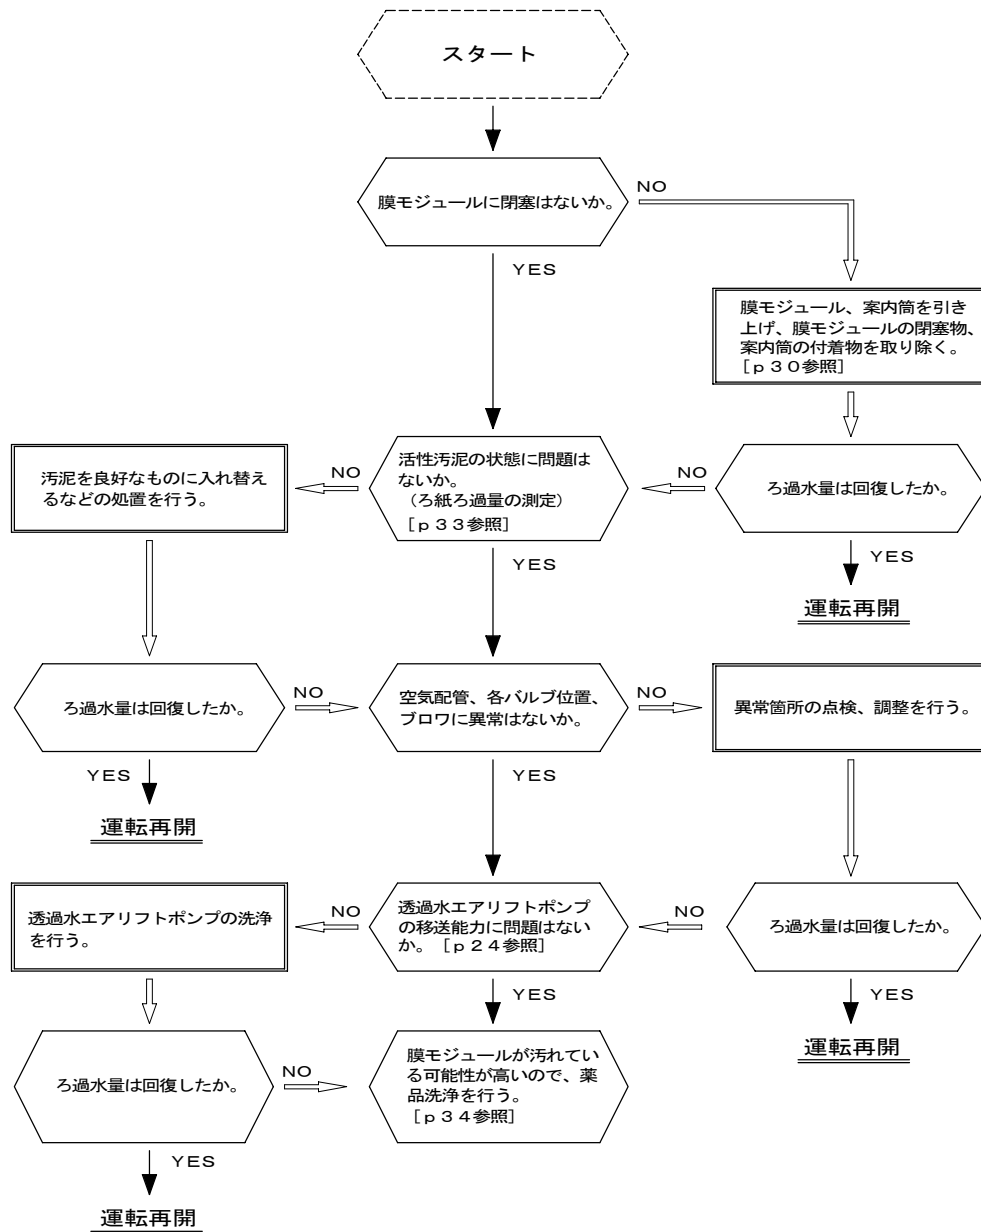 スタート
膜モジュールに閉塞はないか。
NO
YES
膜モジュール、案内筒を引き
上げ、膜モジュールの閉塞物、
案内筒の付着物を取り除く。
[p30参照]
汚泥を良好なものに入れ替え
るなどの処置を行う。
NO
活性汚泥の状態に問題は
ないか。
(ろ紙ろ過量の測定)
[p33参照]
NO
ろ過水量は回復したか。
YES
YES
運転再開
ろ過水量は回復したか。
NO
空気配管、各バルブ位置、
ブロワに異常はないか。
NO
異常箇所の点検、調整を行う。
YES
YES
運転再開
透過水エアリフトポンプの洗浄
を行う。
NO
透過水エアリフトポンプ
の移送能力に問題はない
か。[p24参照]
NO
ろ過水量は回復したか。
YES
YES
運転再開
ろ過水量は回復したか。
NO
膜モジュールが汚れてい
る可能性が高いので、薬
品洗浄を行う。
[p34参照]
YES
運転再開